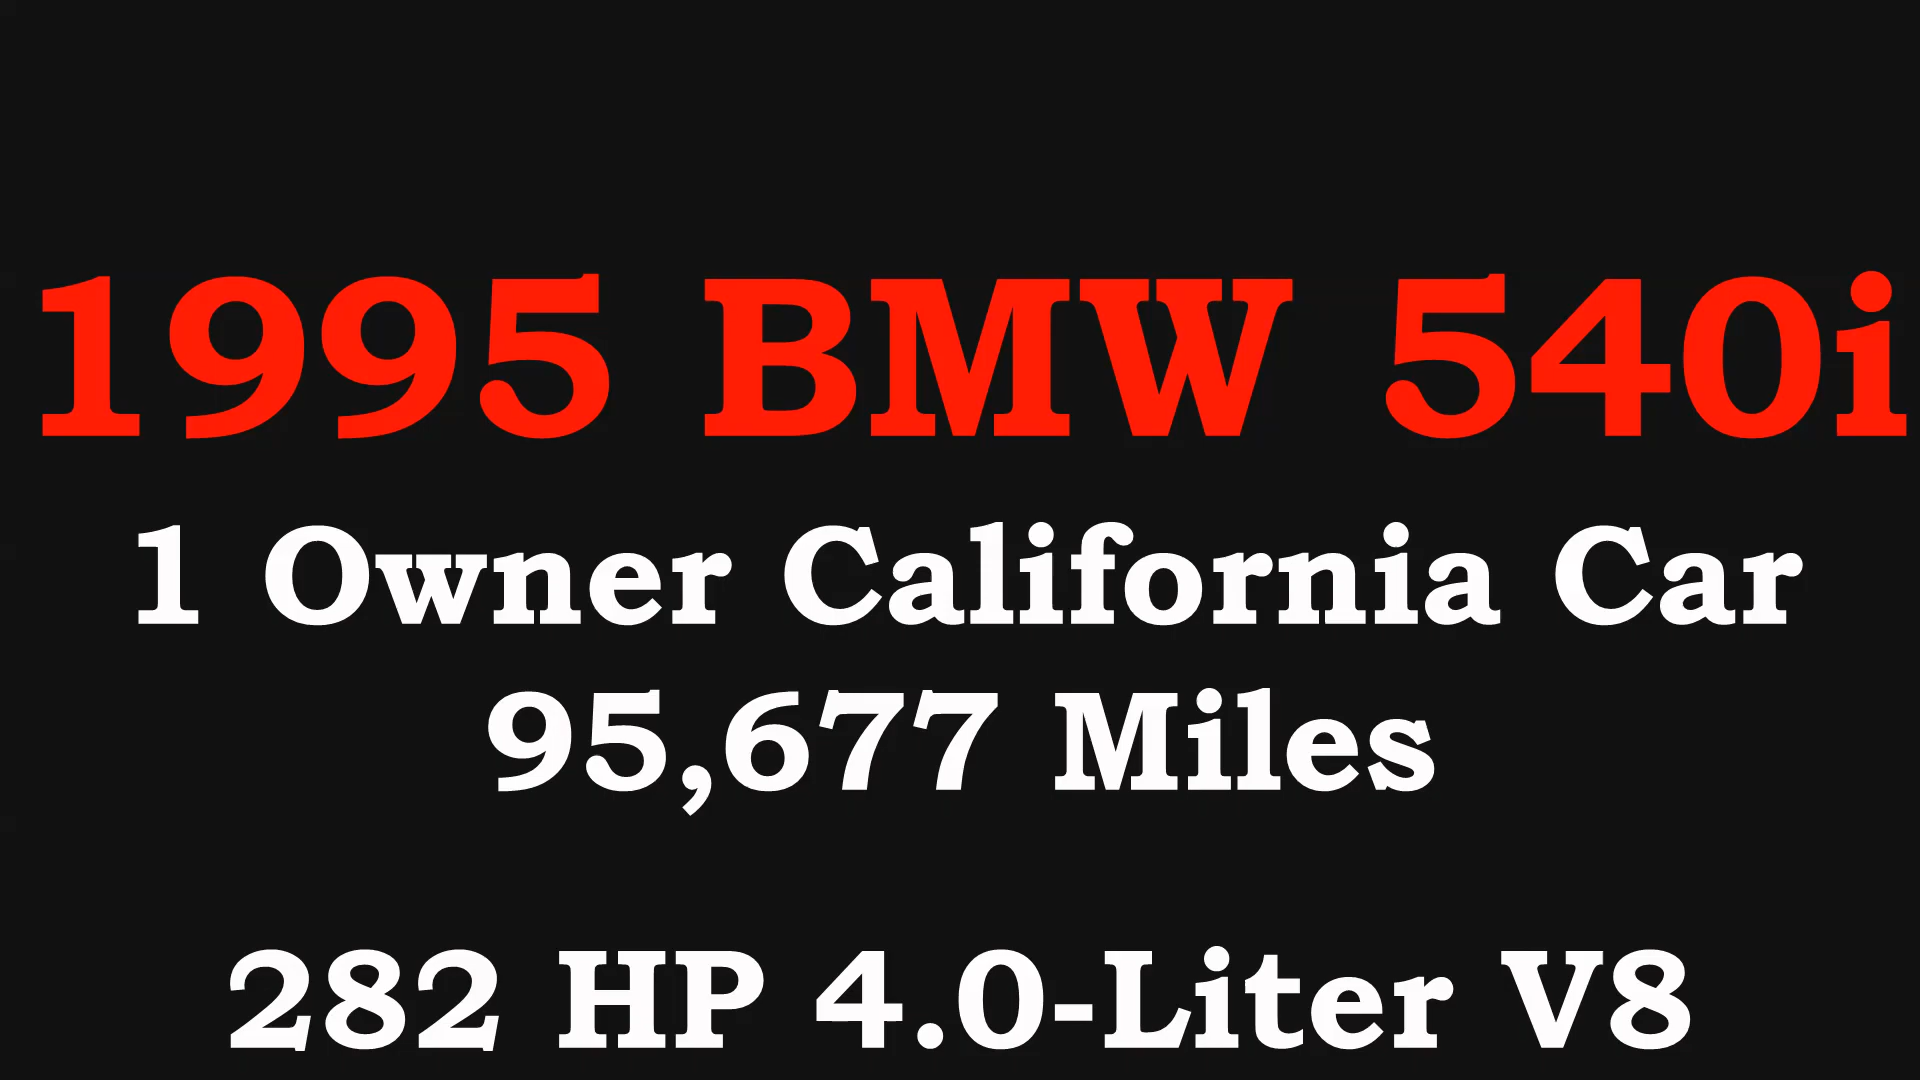 1995 BMW 540i
1 Owner California Car
95,677 Miles
282 HP 4.0-Liter V8